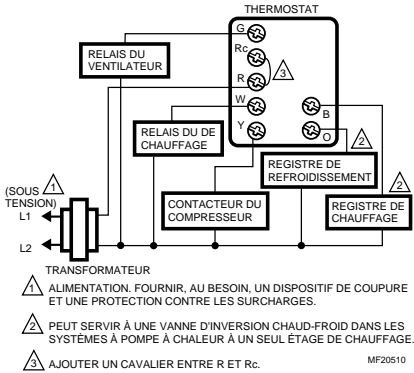 THERMOSTAT
G
Rc
R
W
Y
B
O
3
RELAIS DU
VENTILATEUR
RELAIS DU DE
CHAUFFAGE
2
REGISTRE DE
REFROIDISSEMENT
2
REGISTRE DE
CHAUFFAGE
CONTACTEUR DU
COMPRESSEUR
1
(SOUS
TENSION)
L1
L2
TRANSFORMATEUR
1 ALIMENTATION. FOURNIR, AU BESOIN, UN DISPOSITIF DE COUPURE
ET UNE PROTECTION CONTRE LES SURCHARGES.
2 PEUT SERVIR À UNE VANNE D'INVERSION CHAUD-FROID DANS LES
SYSTÈMES À POMPE À CHALEUR À UN SEUL ÉTAGE DE CHAUFFAGE.
3 AJOUTER UN CAVALIER ENTRE R ET Rc.
MF20510